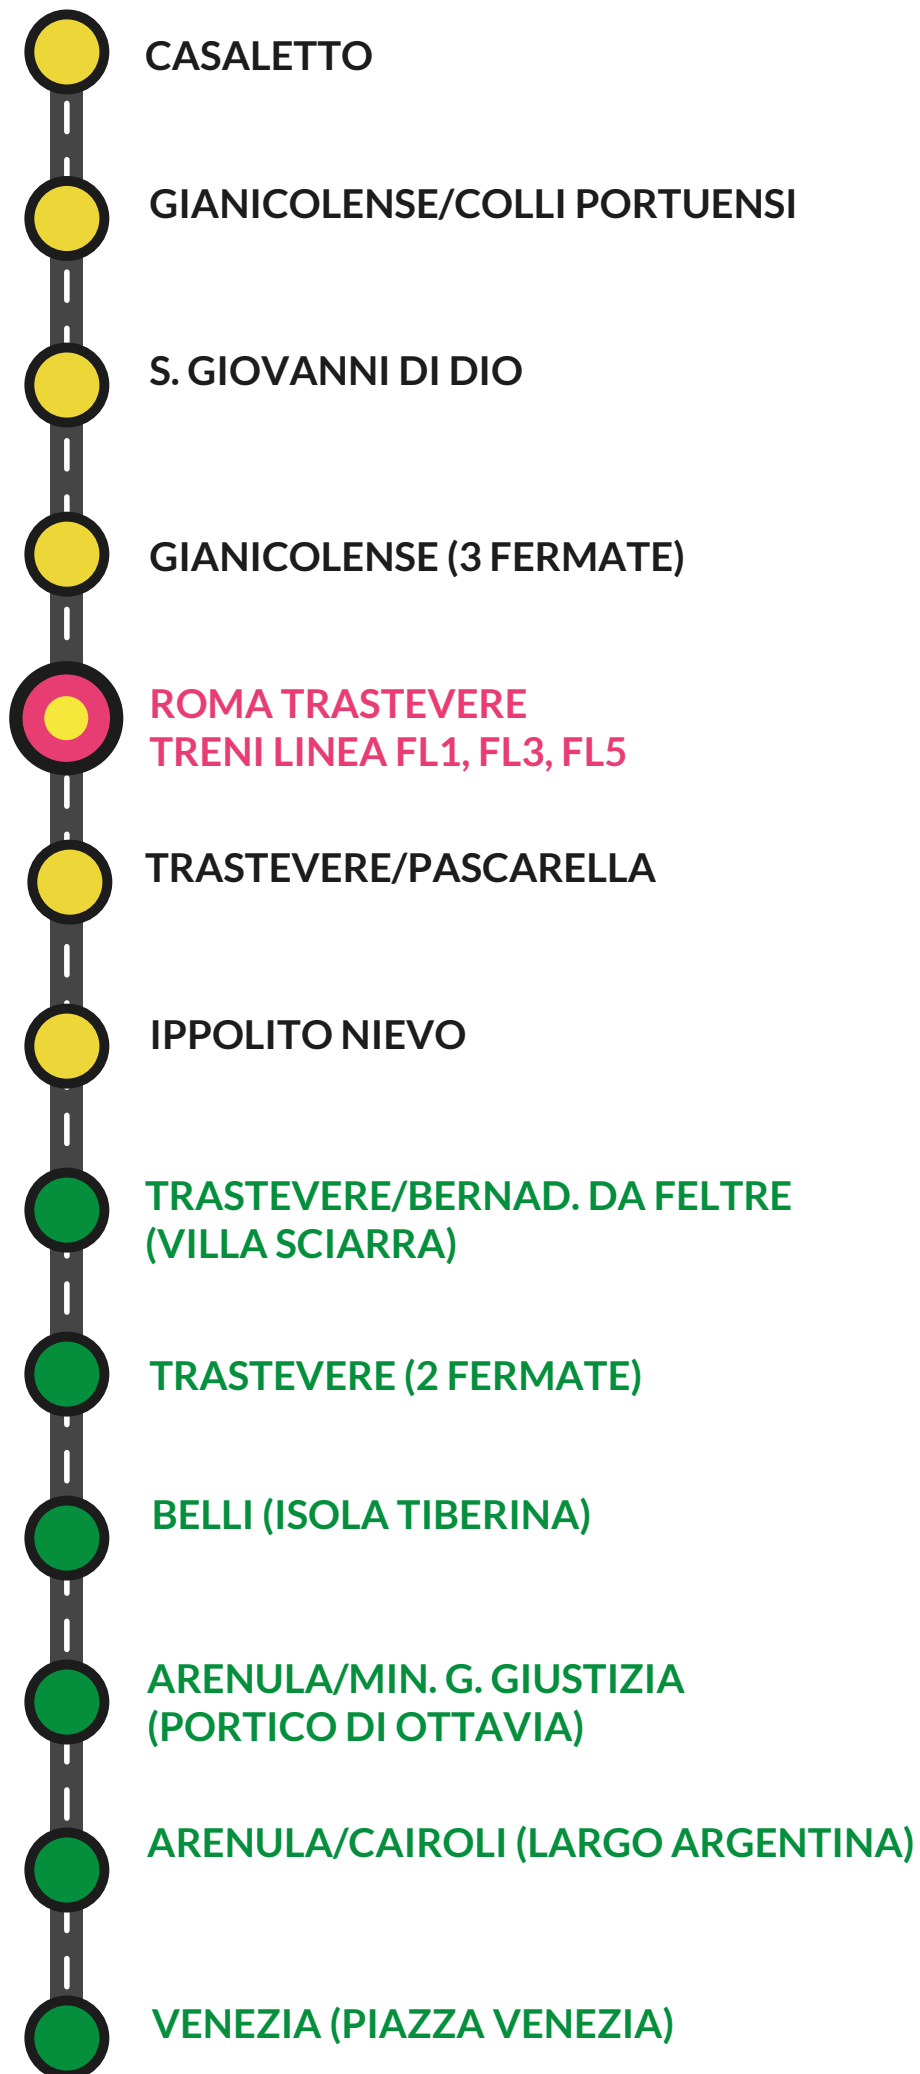 CASALETTO
GIANICOLENSE/COLLI PORTUENSI
S. GIOVANNI DI DIO
GIANICOLENSE (3 FERMATE)
ROMA TRASTEVERE
TRENI LINEA FL1, FL3, FL5
TRASTEVERE/PASCARELLA
IPPOLITO NIEVO
TRASTEVERE/BERNAD. DA FELTRE
(VILLA SCIARRA)
TRASTEVERE (2 FERMATE)
BELLI (ISOLA TIBERINA)
ARENULA/MIN. G. GIUSTIZIA
(PORTICO DI OTTAVIA)
ARENULA/CAIROLI (LARGO ARGENTINA)
VENEZIA (PIAZZA VENEZIA)